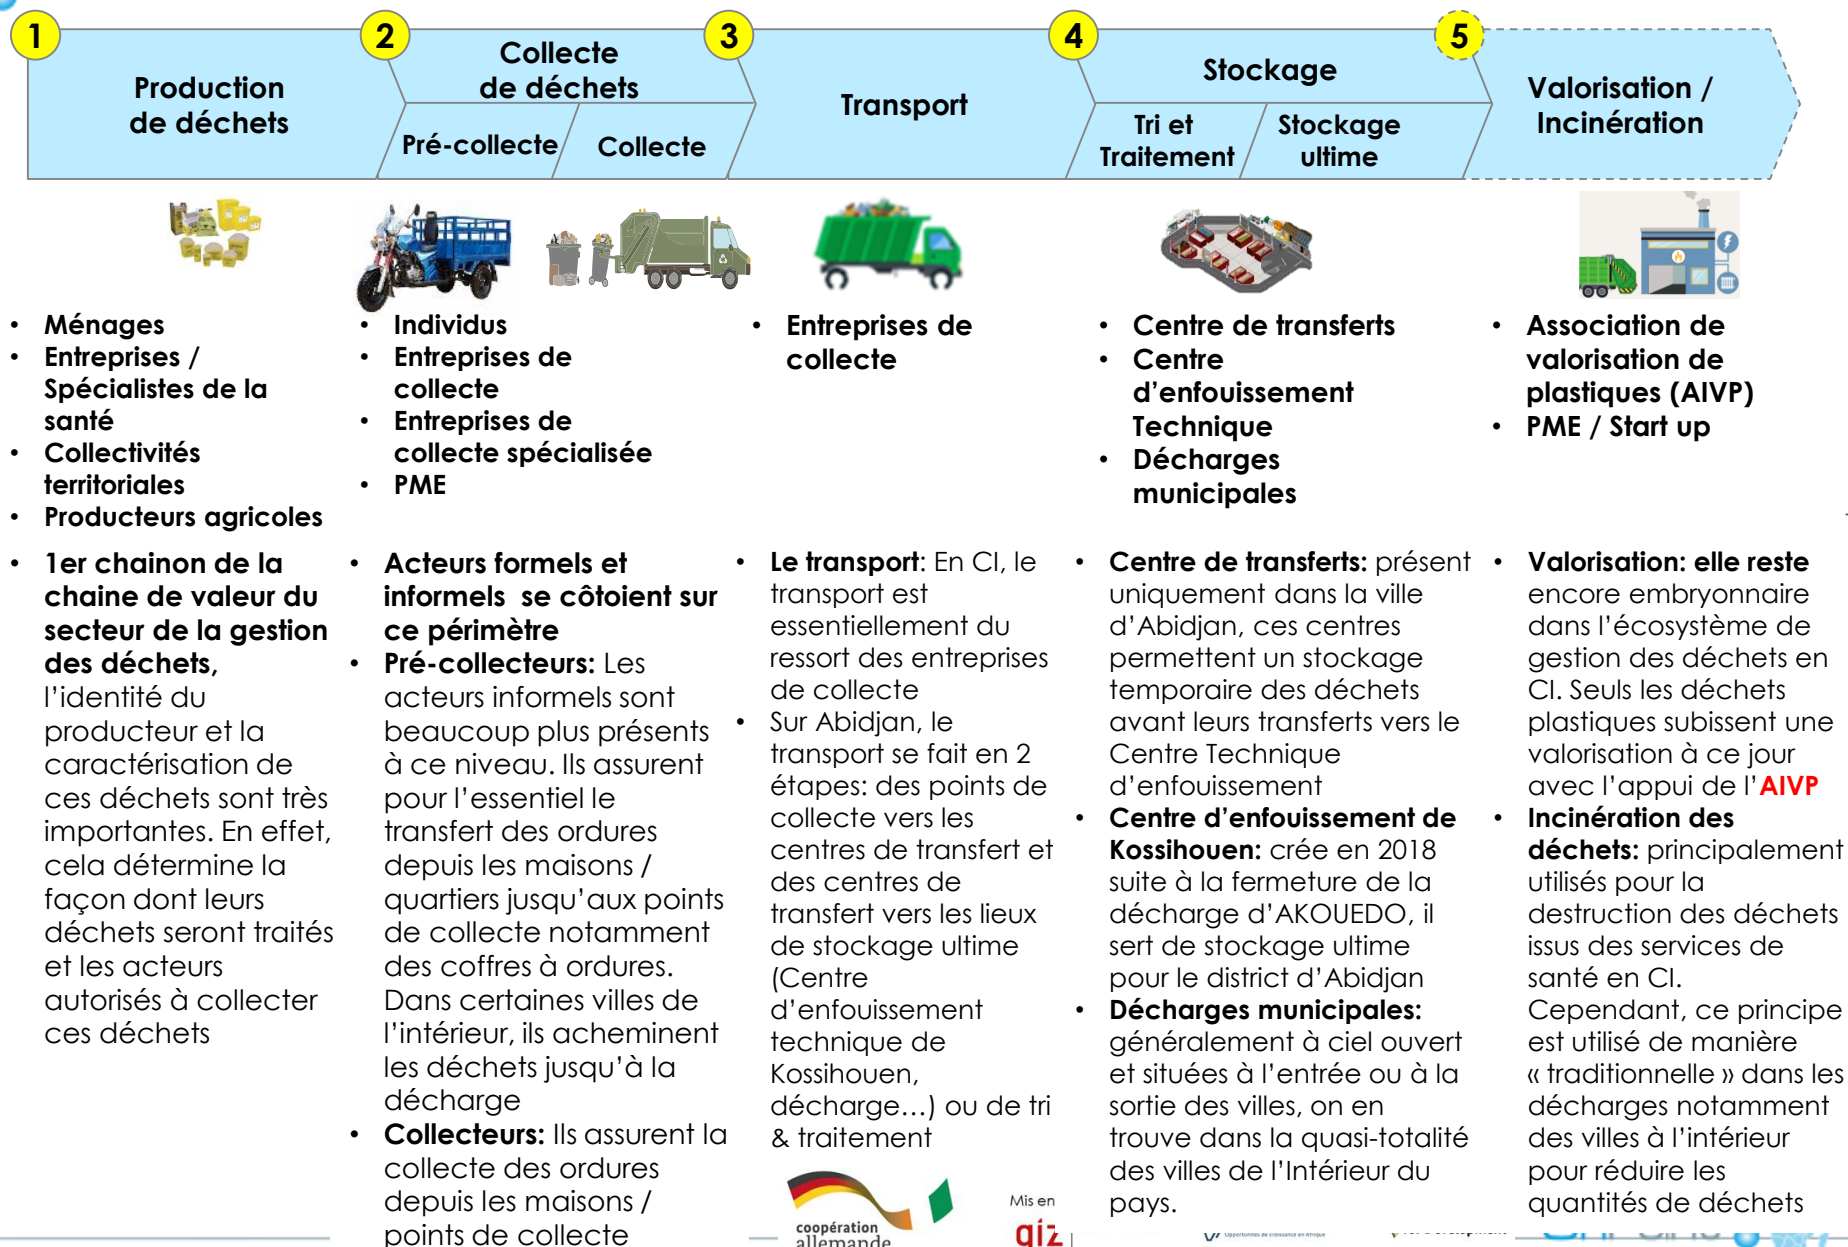 1
2
3
4
5
Production
de déchets
Collecte
de déchets
Pré-collecte
Collecte
Transport
Stockage
Tri et
Traitement
Stockage
ultime
Valorisation /
Incinération
• Ménages
• Entreprises /
Spécialistes de la
santé
• Collectivités
territoriales
• Producteurs agricoles
• Individus
• Entreprises de
collecte
• Entreprises de
collecte spécialisée
• PME
• Entreprises de
collecte
• Centre de transferts
• Centre
d’enfouissement
Technique
• Décharges
municipales
• Association de
valorisation de
plastiques (AIVP)
• PME / Start up
• 1er chainon de la
chaine de valeur du
secteur de la gestion
des déchets,
l’identité du
producteur et la
caractérisation de
ces déchets sont très
importantes. En effet,
cela détermine la
façon dont leurs
déchets seront traités
et les acteurs
autorisés à collecter
ces déchets
• Acteurs formels et
informels se côtoient sur
ce périmètre
• Pré-collecteurs: Les
acteurs informels sont
beaucoup plus présents
à ce niveau. Ils assurent
pour l’essentiel le
transfert des ordures
depuis les maisons /
quartiers jusqu’aux points
de collecte notamment
des coffres à ordures.
Dans certaines villes de
l’intérieur, ils acheminent
les déchets jusqu’à la
décharge
• Collecteurs: Ils assurent la
collecte des ordures
depuis les maisons /
points de collecte
• Le transport: En CI, le
transport est
essentiellement du
ressort des entreprises
de collecte
• Sur Abidjan, le
transport se fait en 2
étapes: des points de
collecte vers les
centres de transfert et
des centres de
transfert vers les lieux
de stockage ultime
(Centre
d’enfouissement
technique de
Kossihouen,
décharge...) ou de tri
& traitement
• Centre de transferts: présent
uniquement dans la ville
d’Abidjan, ces centres
permettent un stockage
temporaire des déchets
avant leurs transferts vers le
Centre Technique
d’enfouissement
• Centre d’enfouissement de
Kossihouen: crée en 2018
suite à la fermeture de la
décharge d’AKOUEDO, il
sert de stockage ultime
pour le district d’Abidjan
• Décharges municipales:
généralement à ciel ouvert
et situées à l’entrée ou à la
sortie des villes, on en
trouve dans la quasi-totalité
des villes de l’Intérieur du
pays.
• Valorisation: elle reste
encore embryonnaire
dans l’écosystème de
gestion des déchets en
CI. Seuls les déchets
plastiques subissent une
valorisation à ce jour
avec l’appui de l’AIVP
• Incinération des
déchets: principalement
utilisés pour la
destruction des déchets
issus des services de
santé en CI.
Cependant, ce principe
est utilisé de manière
« traditionnelle » dans les
décharges notamment
des villes à l’intérieur
pour réduire les
quantités de déchets
coopération
allemande
Mis en
giz
Opportunités de Croissance en Afrique